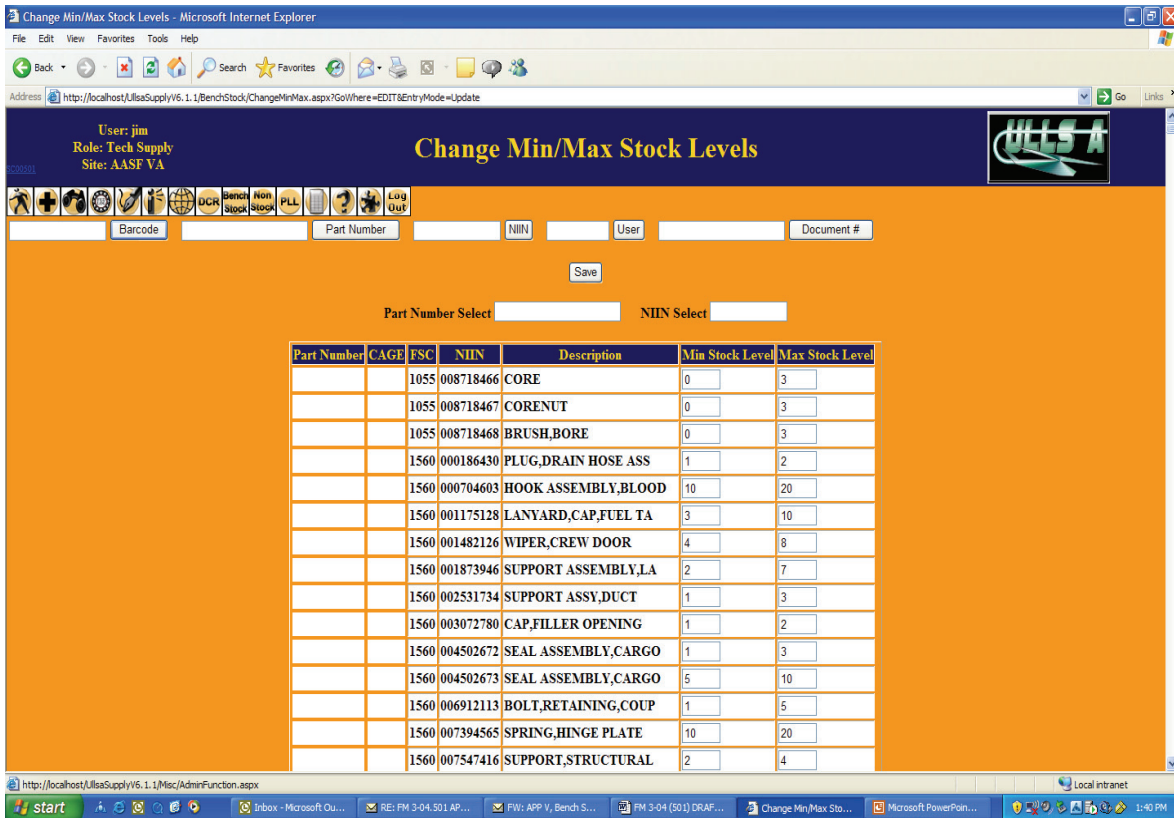 Change Min/Max Stock Levels - Microsoft Internet Explorer
File Edit View Favorites Tools Help
Back Search Favorites
Address http://localhost/UllsaSupplyV6.1.1/BenchStock/ChangeMinMax.aspx?GoWhere=EDIT&EntryMode=Update Go Links
User: jim
Role: Tech Supply
Site: AASF VA
Change Min/Max Stock Levels
ULLS A
DCR Bench Stock Non Stock PLL ? Log Out
Barcode Part Number NIIN User Document #
Save
Part Number Select NIIN Select
Part Number CAGE FSC NIIN Description Min Stock Level Max Stock Level
1055 008718466 CORE 0 3
1055 008718467 CORENUT 0 3
1055 008718468 BRUSH,BORE 0 3
1560 000186430 PLUG,DRAIN HOSE ASS 1 2
1560 000704603 HOOK ASSEMBLY,BLOOD 10 20
1560 001175128 LANYARD,CAP,FUEL TA 3 10
1560 001482126 WIPER,CREW DOOR 4 8
1560 001873946 SUPPORT ASSEMBLY,LA 2 7
1560 002531734 SUPPORT ASSY,DUCT 1 3
1560 003072780 CAP,FILLER OPENING 1 2
1560 004502672 SEAL ASSEMBLY,CARGO 1 3
1560 004502673 SEAL ASSEMBLY,CARGO 5 10
1560 006912113 BOLT,RETAINING,COUP 1 5
1560 007394565 SPRING,HINGE PLATE 10 20
1560 007547416 SUPPORT,STRUCTURAL 2 4
http://localhost/UllsaSupplyV6.1.1/Misc/AdminFunction.aspx Local intranet
start Inbox - Microsoft Ou... RE: FM 3-04.501 AP... FW: APP V, Bench S... FM 3-04 (501) DRAF... Change Min/Max Sto... Microsoft PowerPoin... 1:40 PM